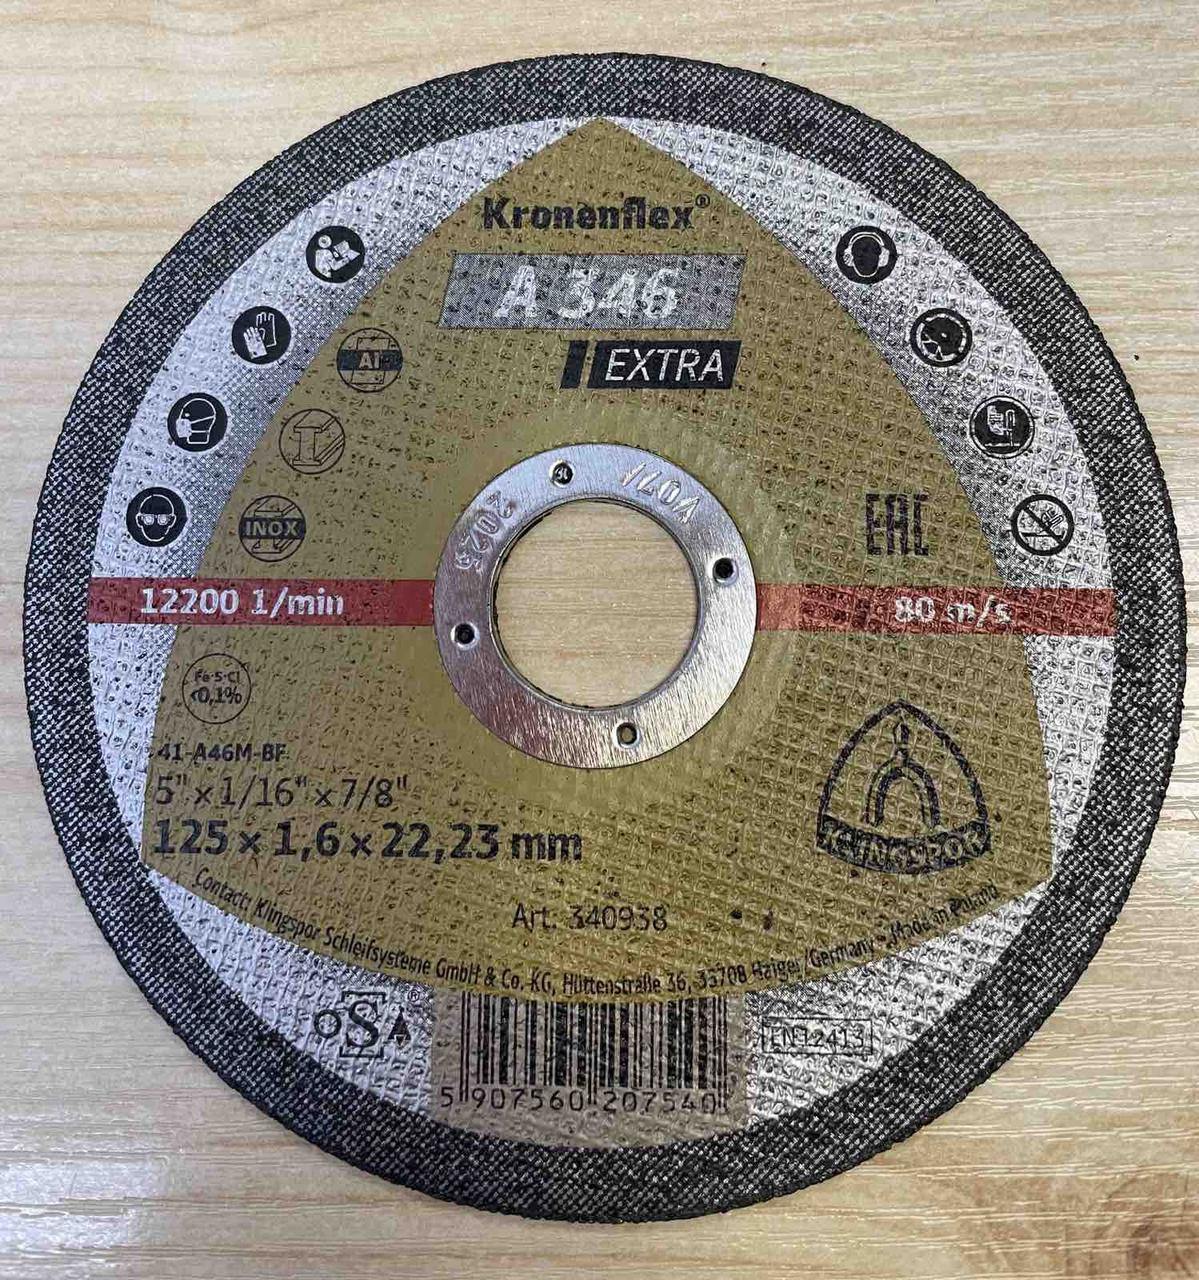 Kronenflex®
A 346
EXTRA
Al
INOX
V07/
2023
EAC
12200 1/min
80 m/s
Fe·S·Cl
<0,1%
41-A46M-BF
5" x 1/16" x 7/8"
125 x 1,6 x 22,23 mm
KLINGSPOR
Art. 340938
Contact: Klingspor Schleifsysteme GmbH & Co. KG, Hüttenstraße 36, 35708 Haiger/Germany - Made in Poland
oSa®
EN12413
5 907560 207540